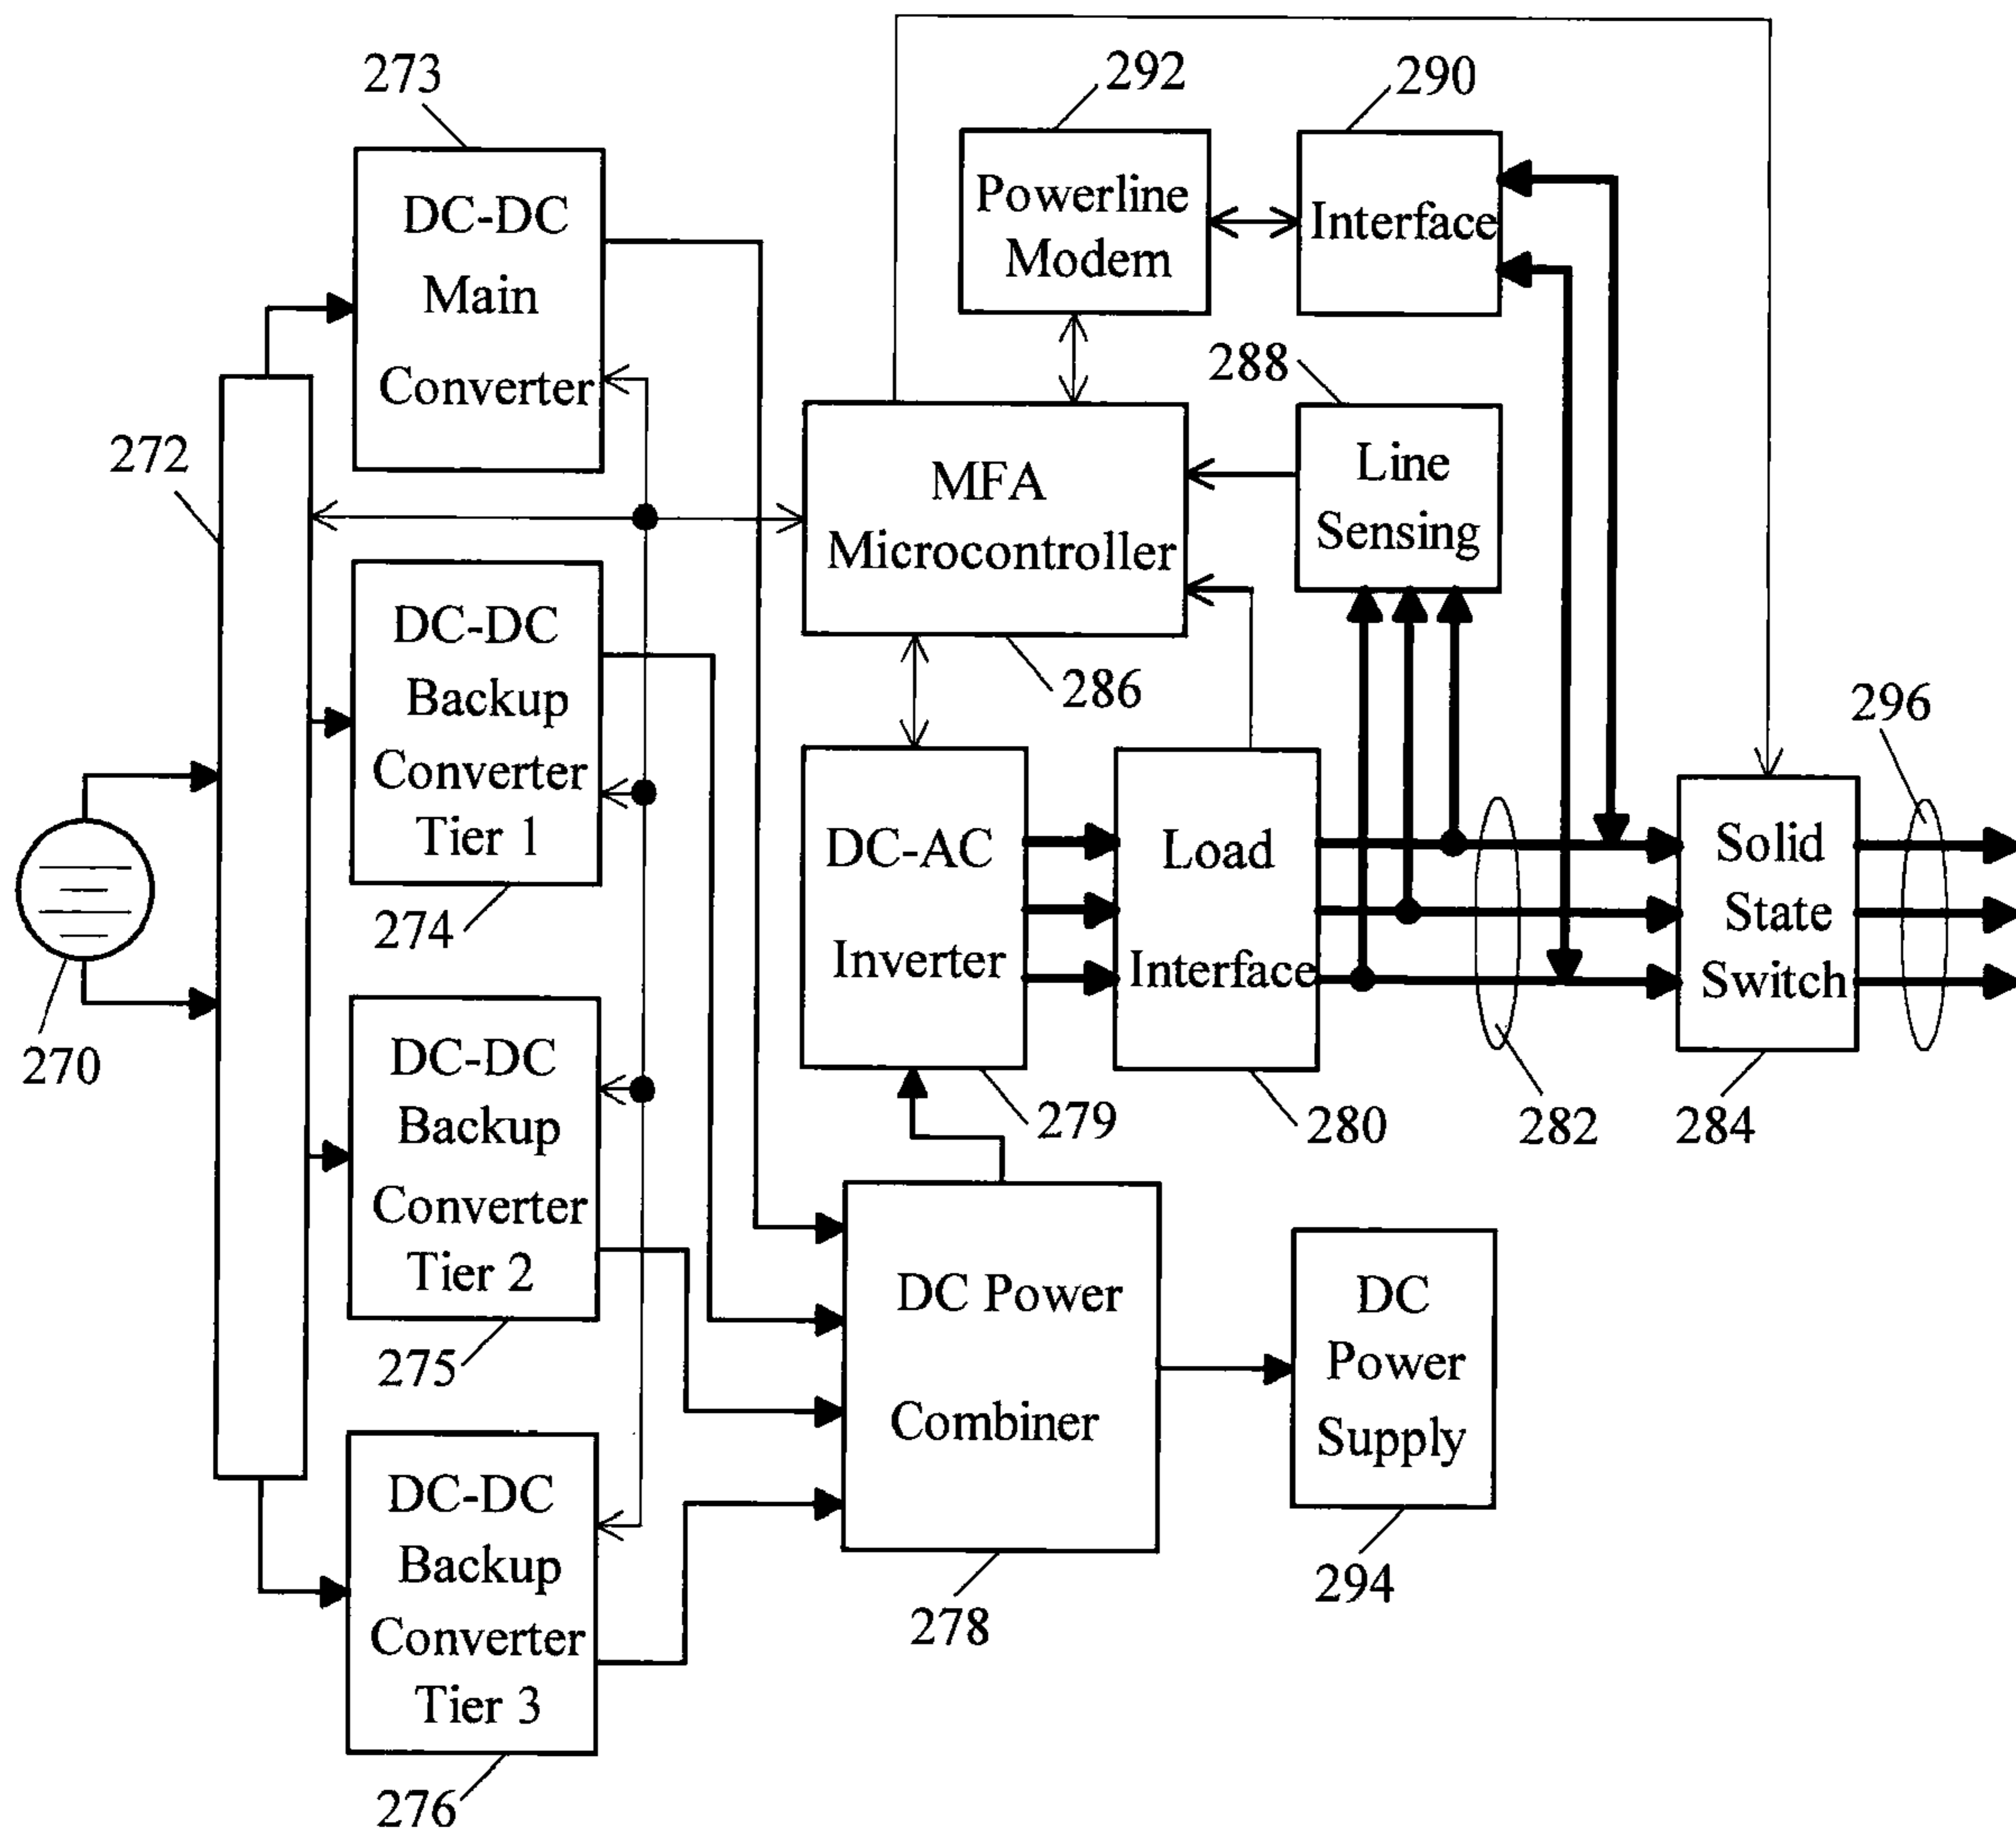 273
292
290
DC-DC
Main
Converter
Powerline
Modem
Interface
288
272
MFA
Microcontroller
Line
Sensing
286
296
DC-DC
Backup
Converter
Tier 1
274
DC-AC
Inverter
Load
Interface
Solid
State
Switch
270
279
280
282
284
DC-DC
Backup
Converter
Tier 2
275
DC Power
Combiner
DC
Power
Supply
278
294
DC-DC
Backup
Converter
Tier 3
276